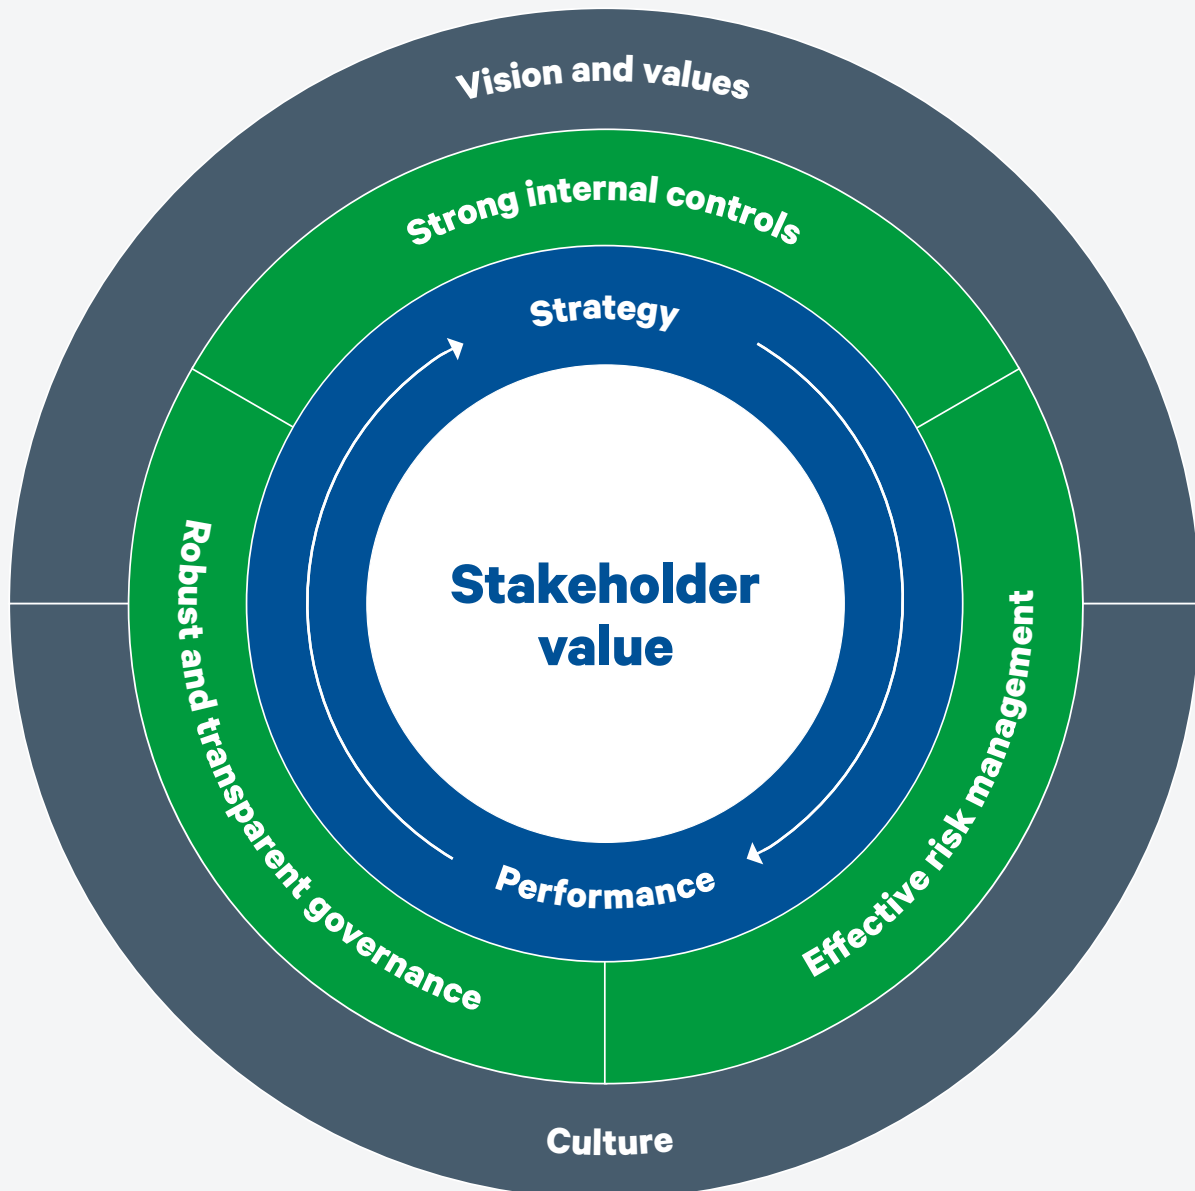 Vision and values
Strong internal controls
Strategy
Stakeholder
value
Robust and transparent governance
Effective risk management
Performance
Culture